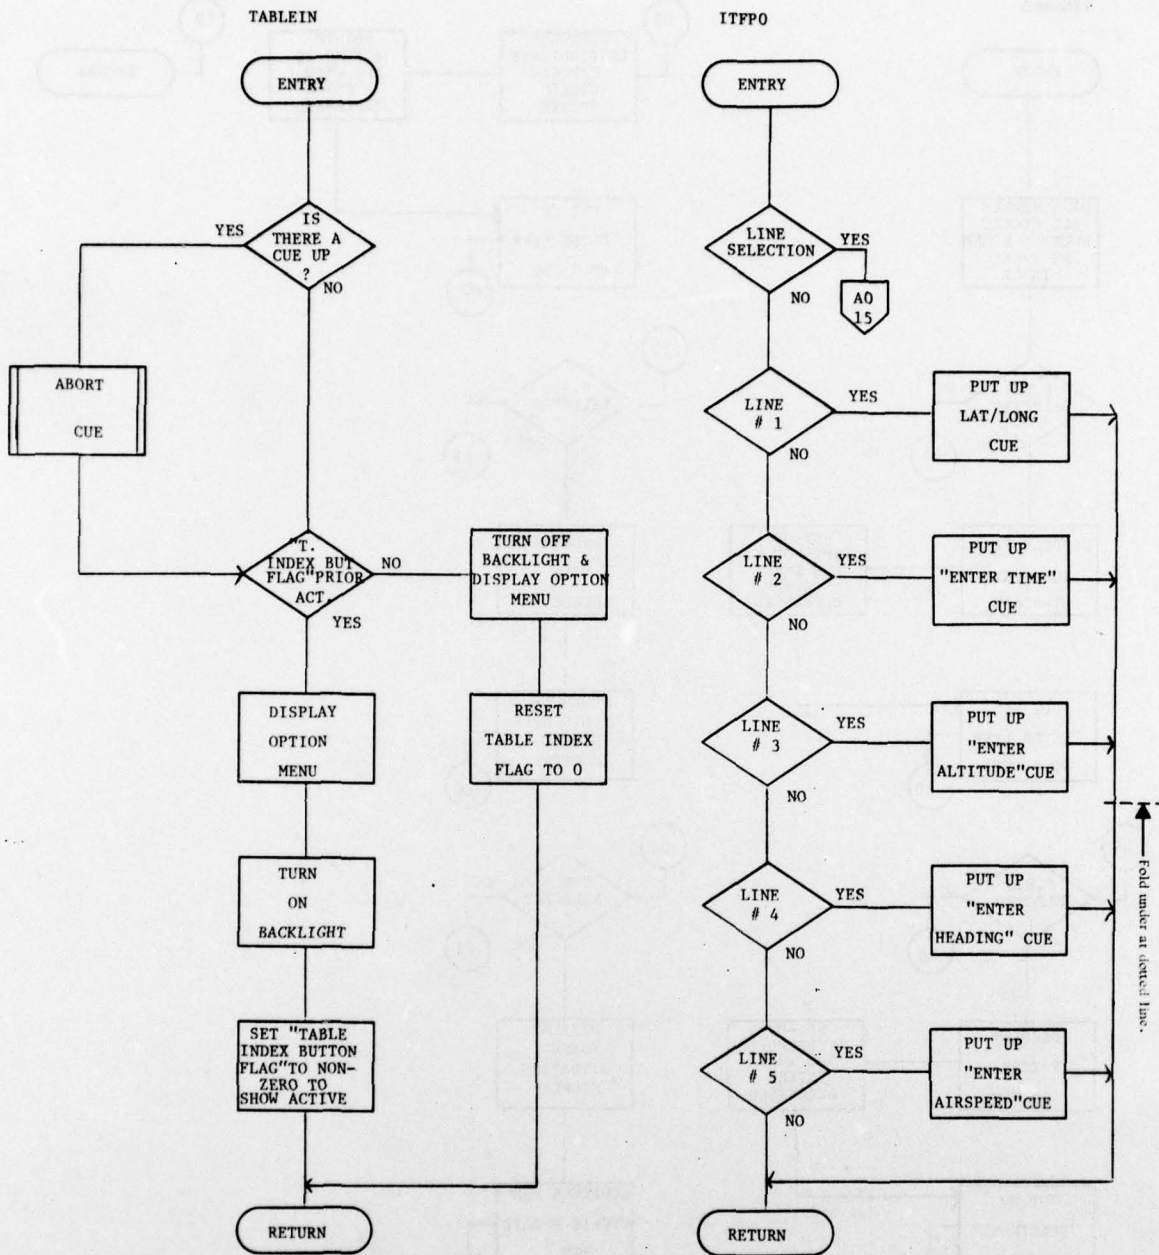 TABLEIN
ENTRY
YES
IS
THERE A
CUE UP
?
NO
ABORT
CUE
"T.
INDEX BUT
FLAG"PRIOR
ACT.
NO
YES
TURN OFF
BACKLIGHT &
DISPLAY OPTION
MENU
DISPLAY
OPTION
MENU
RESET
TABLE INDEX
FLAG TO 0
TURN
ON
BACKLIGHT
SET "TABLE
INDEX BUTTON
FLAG"TO NON-
ZERO TO
SHOW ACTIVE
RETURN
ITFPO
ENTRY
LINE
SELECTION
YES
A0
15
NO
LINE
# 1
YES
PUT UP
LAT/LONG
CUE
NO
LINE
# 2
YES
PUT UP
"ENTER TIME"
CUE
NO
LINE
# 3
YES
PUT UP
"ENTER
ALTITUDE"CUE
NO
LINE
# 4
YES
PUT UP
"ENTER
HEADING" CUE
NO
LINE
# 5
YES
PUT UP
"ENTER
AIRSPEED"CUE
NO
RETURN
Fold under at dotted line.